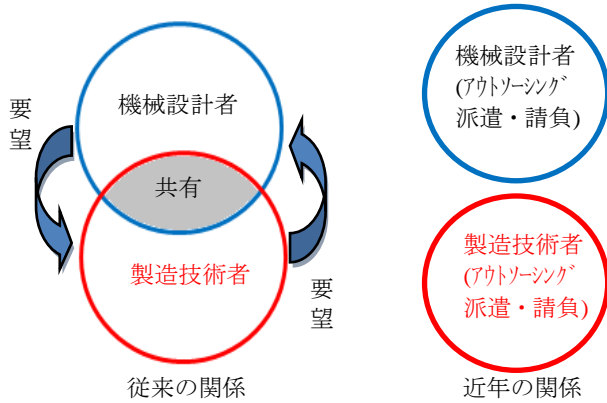 要望
機械設計者
共有
製造技術者
要望
従来の関係
機械設計者
(ｱｳﾄｿｰｼﾝｸﾞ
派遣・請負)
製造技術者
(ｱｳﾄｿｰｼﾝｸﾞ
派遣・請負)
近年の関係